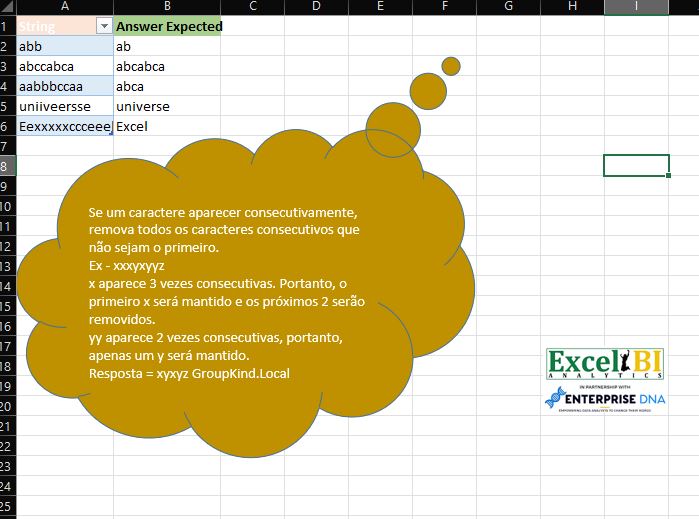 A B C D E F G H I
1 String Answer Expected
2 abb ab
3 abccabca abcabca
4 aabbbccaa abca
5 uniiveersse universe
6 Eexxxxxccceee Excel
7
8
9
10
11
12
13
14
15
16
17
18
19
20
21
22
23
24
25
Se um caractere aparecer consecutivamente,
remova todos os caracteres consecutivos que
não sejam o primeiro.
Ex - xxxyxyyz
x aparece 3 vezes consecutivas. Portanto, o
primeiro x será mantido e os próximos 2 serão
removidos.
yy aparece 2 vezes consecutivas, portanto,
apenas um y será mantido.
Resposta = xyxyz GroupKind.Local
Excel BI
ANALYTICS
IN PARTNERSHIP WITH
ENTERPRISE DNA
EMPOWERING DATA ANALYSTS TO CHANGE THEIR WORLD